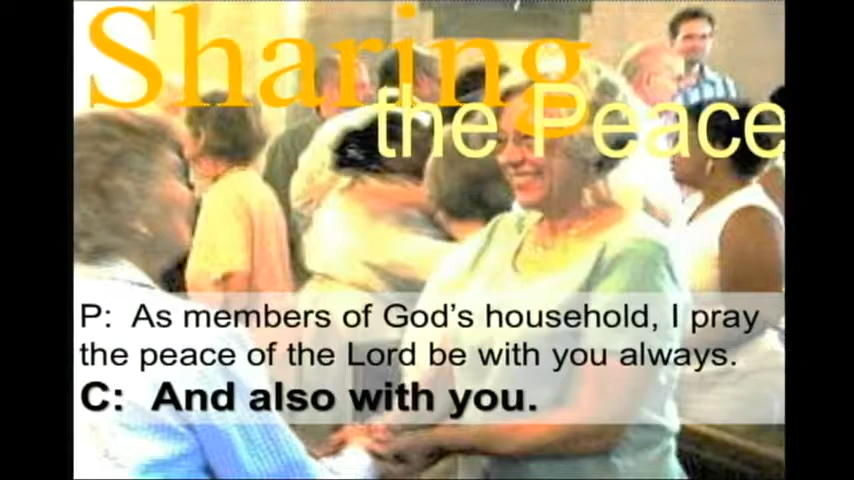 Sharing
the Peace
P: As members of God's household, I pray
the peace of the Lord be with you always.
C: And also with you.